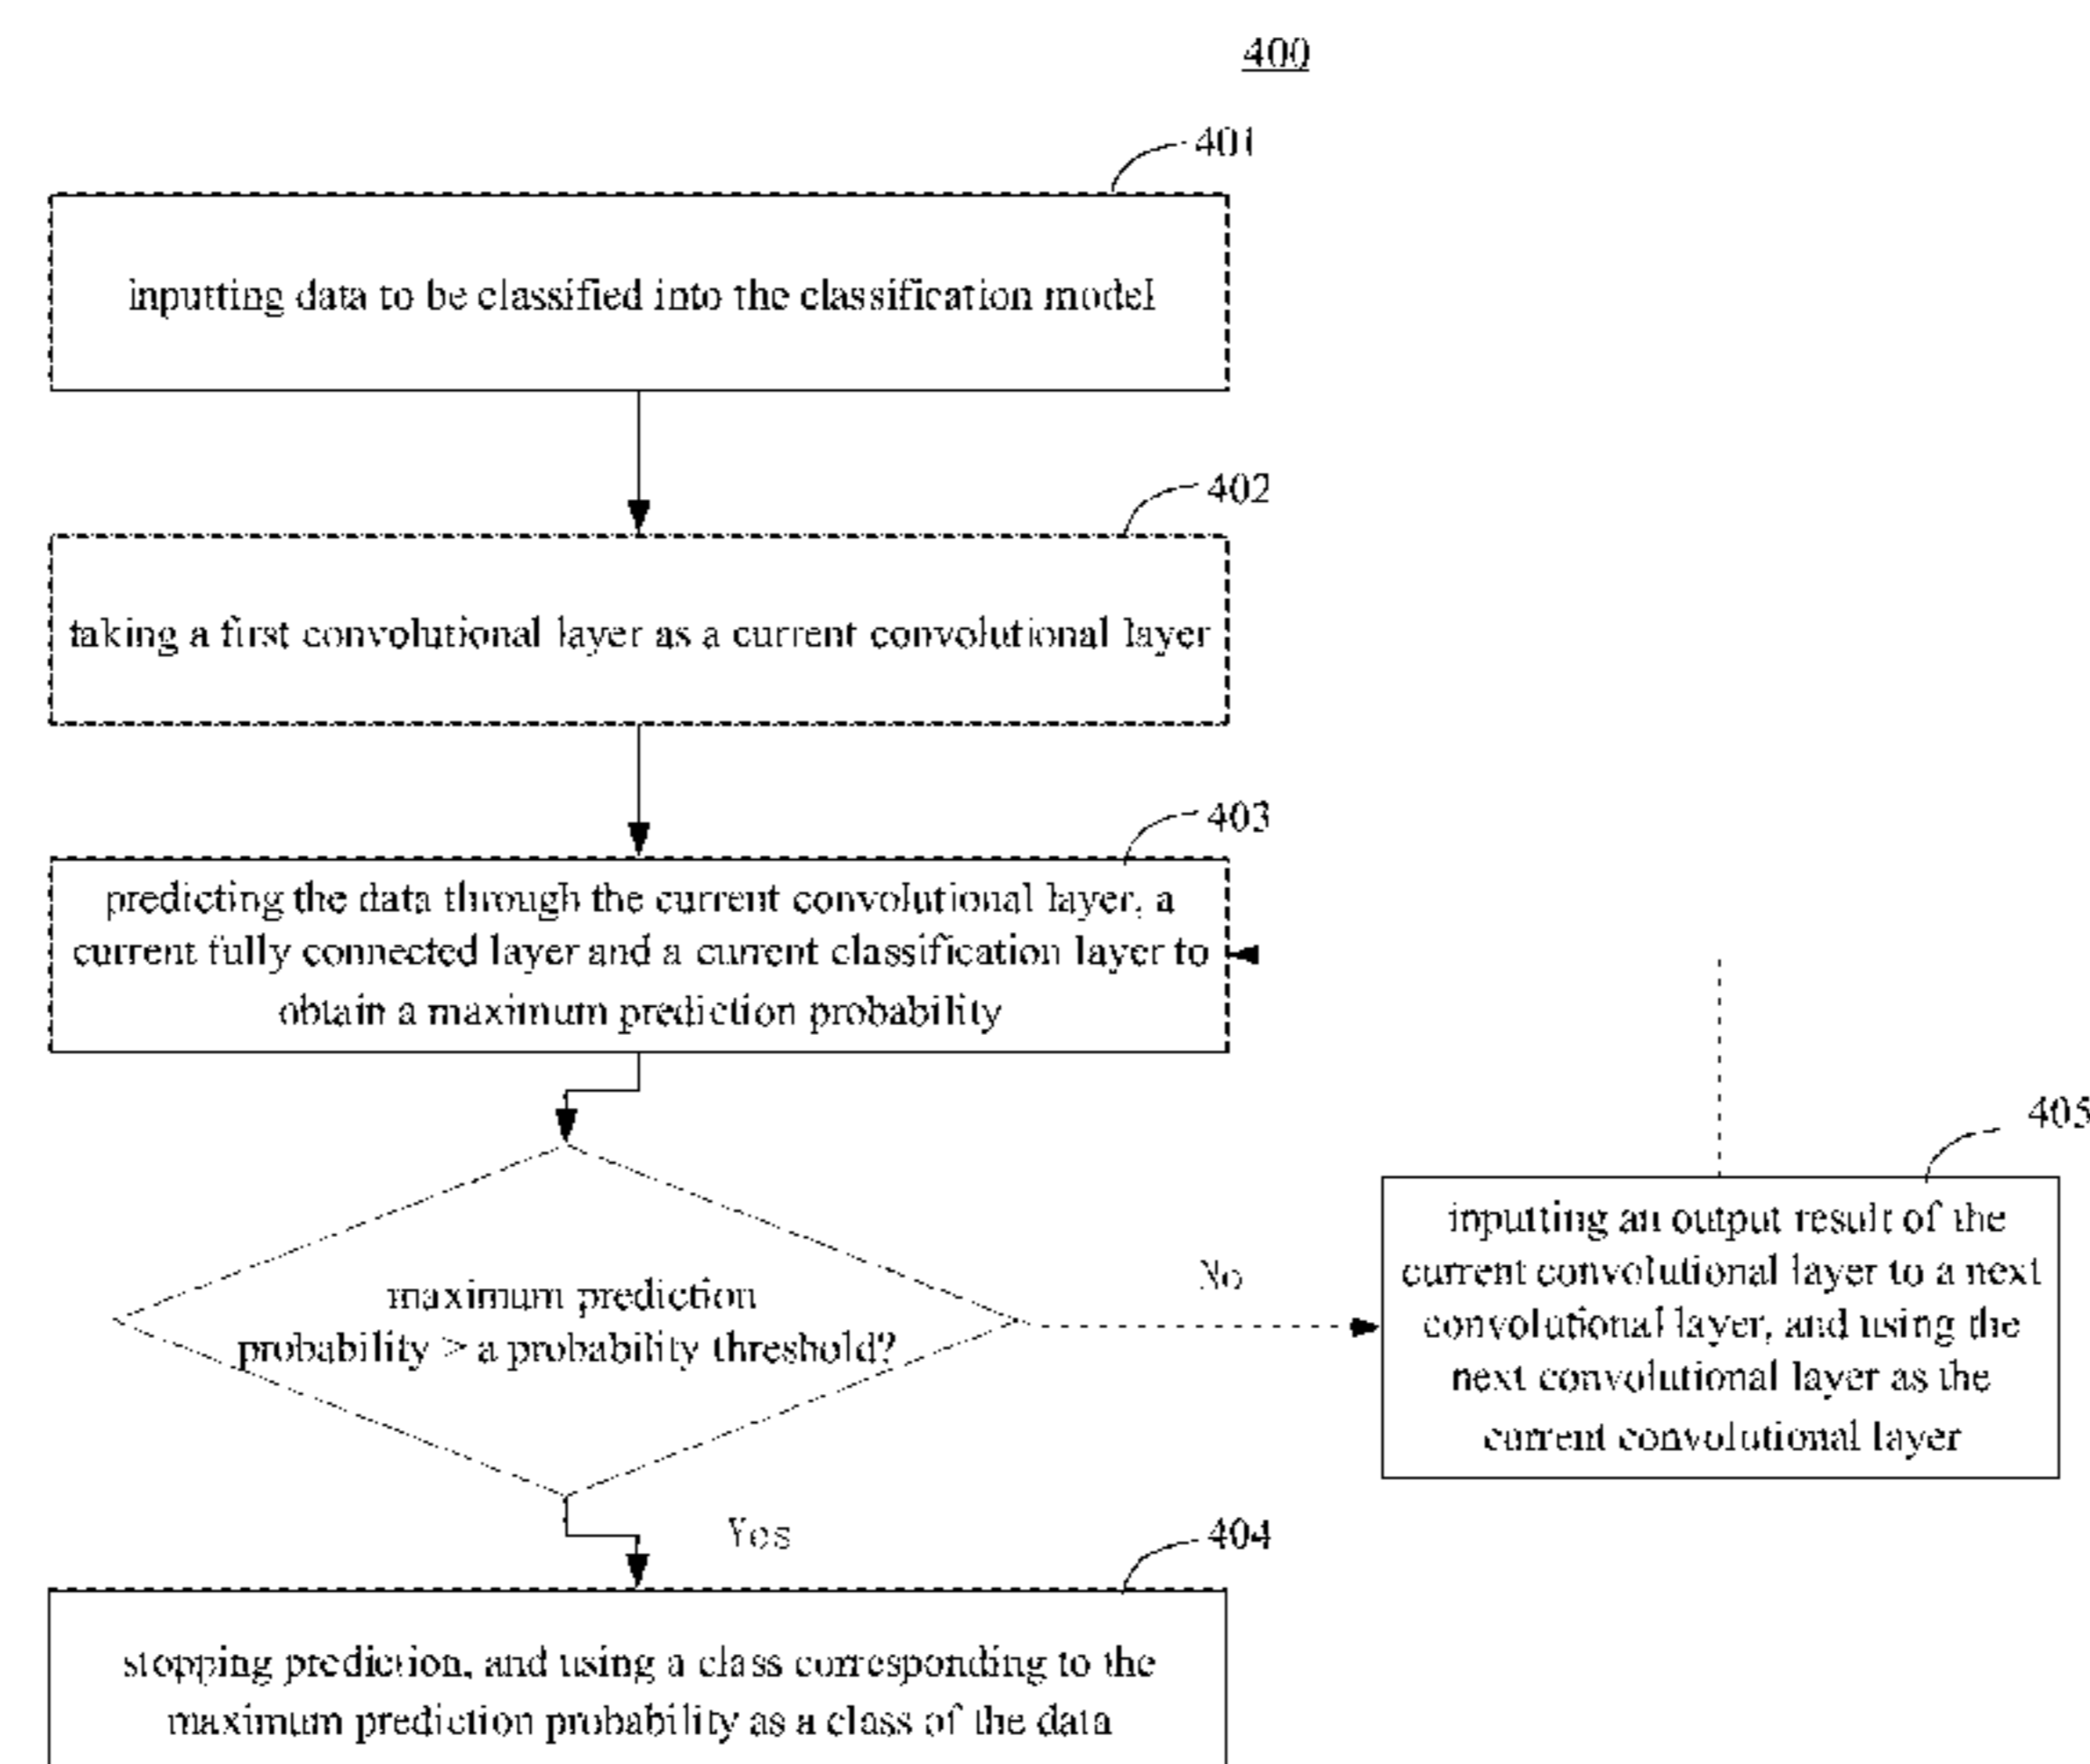 400
401
inputting data to be classified into the classification model
402
taking a first convolutional layer as a current convolutional layer
403
predicting the data through the current convolutional layer, a
current fully connected layer and a current classification layer to
obtain a maximum prediction probability
maximum prediction
probability > a probability threshold?
No
405
inputting an output result of the
current convolutional layer to a next
convolutional layer, and using the
next convolutional layer as the
current convolutional layer
Yes
404
stopping prediction, and using a class corresponding to the
maximum prediction probability as a class of the data